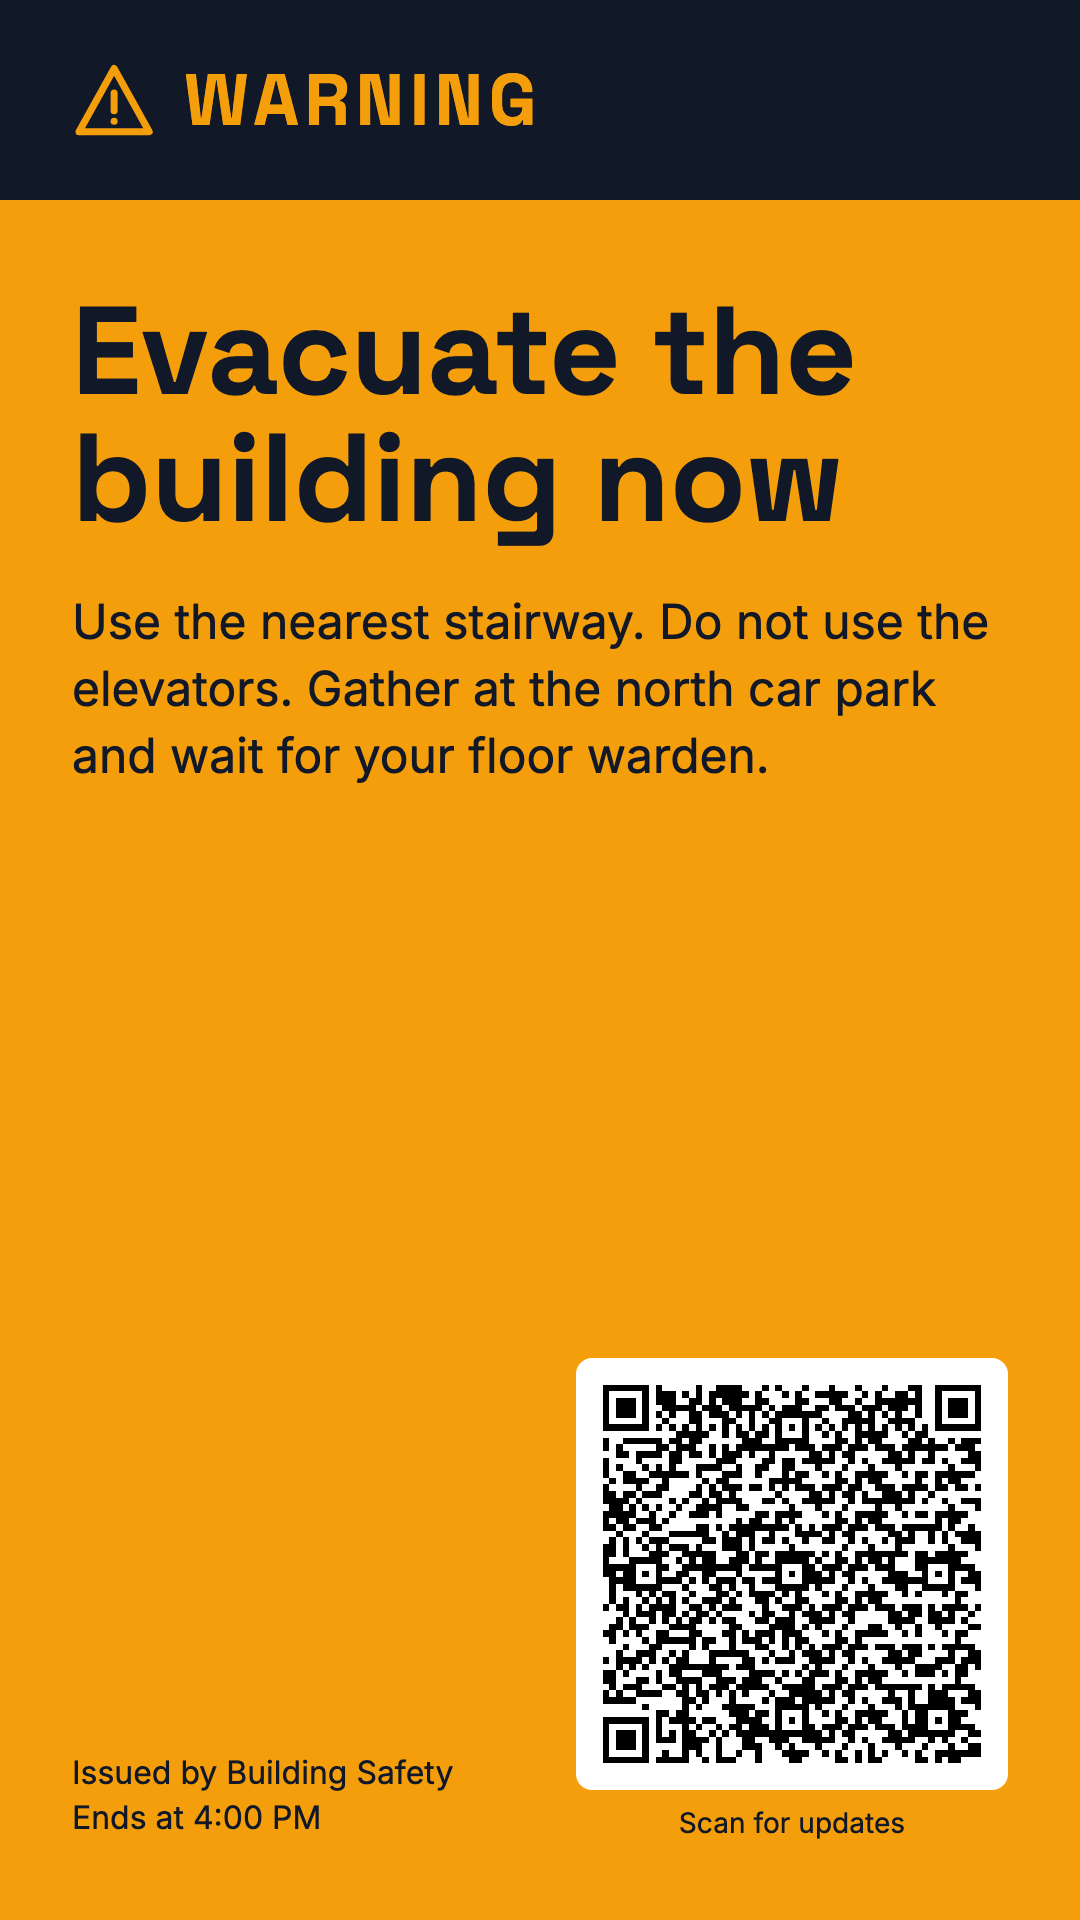 WARNING
Evacuate the
building now
Use the nearest stairway. Do not use the
elevators. Gather at the north car park
and wait for your floor warden.
Issued by Building Safety
Ends at 4:00 PM
Scan for updates